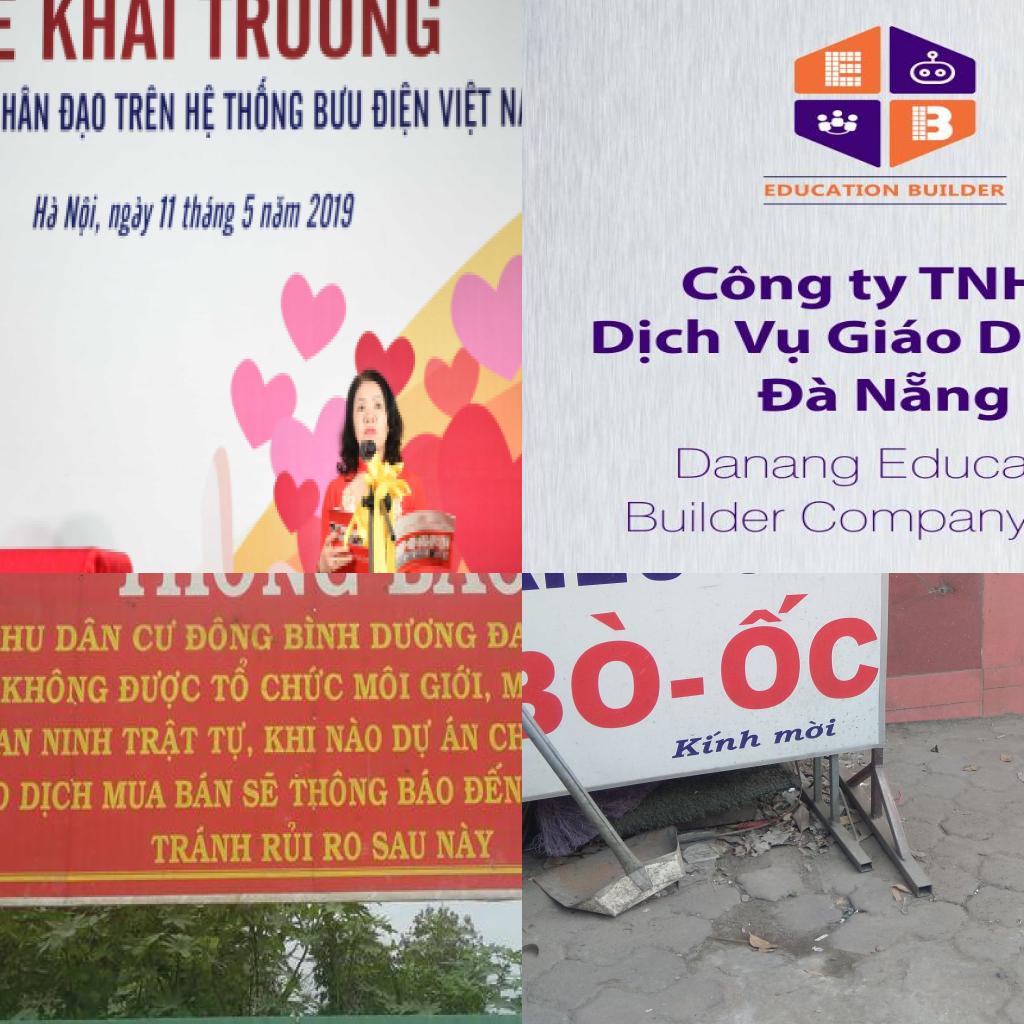 KHAI TRƯƠNG
HÂN ĐẠO TRÊN HỆ THỐNG BƯU ĐIỆN VIỆT NA
Hà Nội, ngày 11 tháng 5 năm 2019
E
B
EDUCATION BUILDER
Công ty TNH
Dịch Vụ Giáo D
Đà Nẵng
Danang Educa
Builder Company
THÔNG BÁO
HU DÂN CƯ ĐÔNG BÌNH DƯƠNG ĐA
KHÔNG ĐƯỢC TỔ CHỨC MÔI GIỚI, M
AN NINH TRẬT TỰ, KHI NÀO DỰ ÁN CH
O DỊCH MUA BÁN SẼ THÔNG BÁO ĐẾN
TRÁNH RỦI RO SAU NÀY
BÒ-ỐC
Kính mời